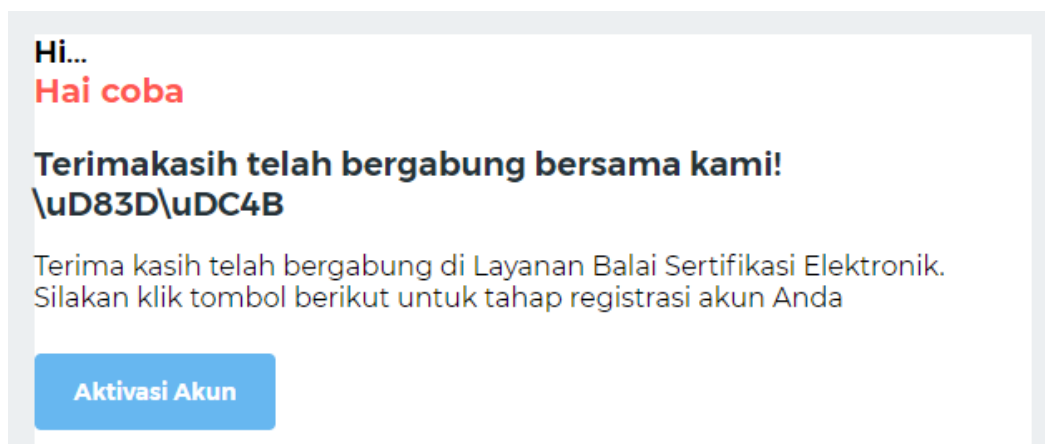 Hi...
Hai coba
Terimakasih telah bergabung bersama kami!
\uD83D\uDC4B
Terima kasih telah bergabung di Layanan Balai Sertifikasi Elektronik.
Silakan klik tombol berikut untuk tahap registrasi akun Anda
Aktivasi Akun